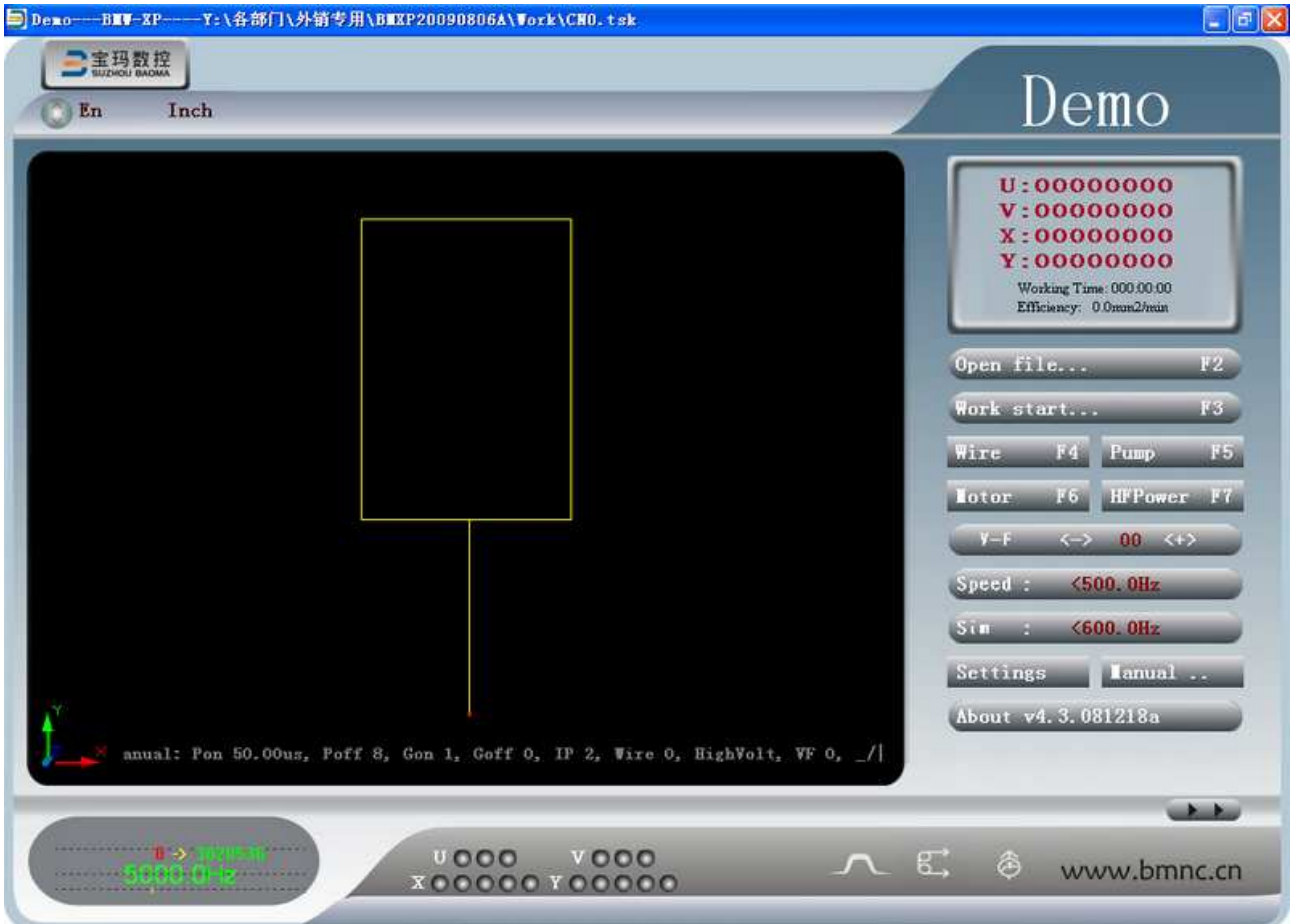 Demo---BMW-XP----Y:\各部门\外销专用\BMXP20090806A\Work\CNO.tsk
宝玛数控
SUZHOU BAOMA
En Inch
Demo
U:00000000
V:00000000
X:00000000
Y:00000000
Working Time: 000:00:00
Efficiency: 0.0mm2/min
Open file... F2
Work start... F3
Wire F4 Pump F5
Motor F6 HFPower F7
V-F <-> 00 <+>
Speed : <500.0Hz
Sim : <600.0Hz
Settings Manual ..
About v4.3.081218a
Y
X
anual: Pon 50.00us, Poff 8, Gon 1, Goff 0, IP 2, Wire 0, HighVolt, VF 0, _/|
5000.0Hz
U V
X Y
www.bmnc.cn